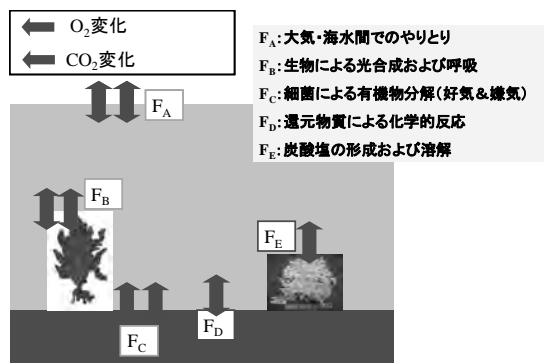 O₂変化
CO₂変化
F_A:大気・海水間でのやりとり
F_B:生物による光合成および呼吸
F_C:細菌による有機物分解(好気&嫌気)
F_D:還元物質による化学的反応
F_E:炭酸塩の形成および溶解
F_A
F_B
F_E
F_D
F_C